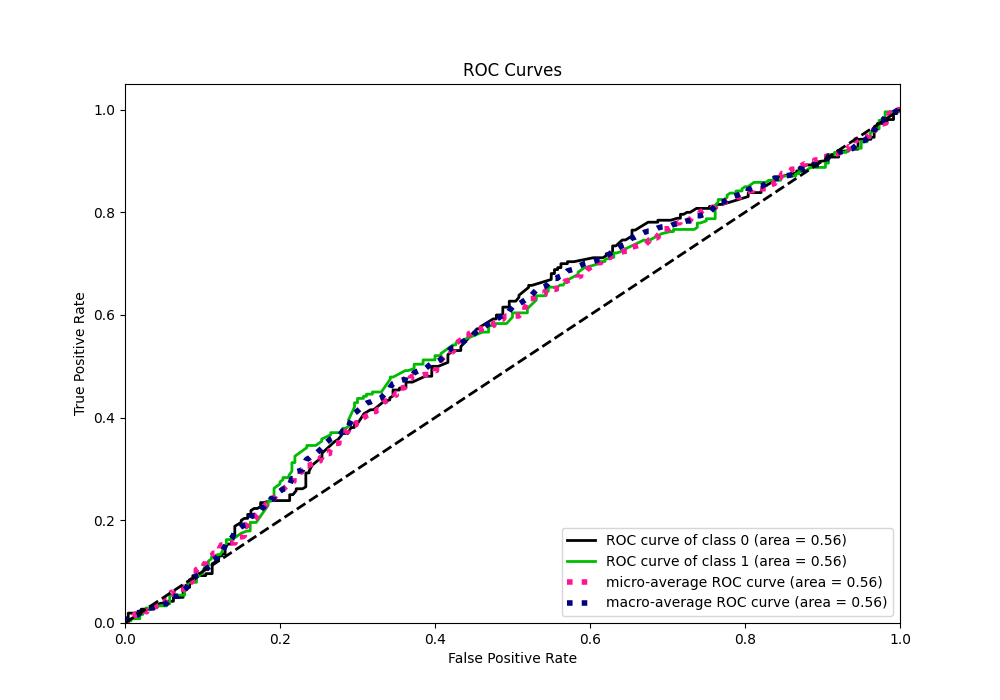 ROC Curves
True Positive Rate
1.0
0.8
0.6
0.4
0.2
0.0
0.0 0.2 0.4 0.6 0.8 1.0
False Positive Rate
ROC curve of class 0 (area = 0.56)
ROC curve of class 1 (area = 0.56)
micro-average ROC curve (area = 0.56)
macro-average ROC curve (area = 0.56)